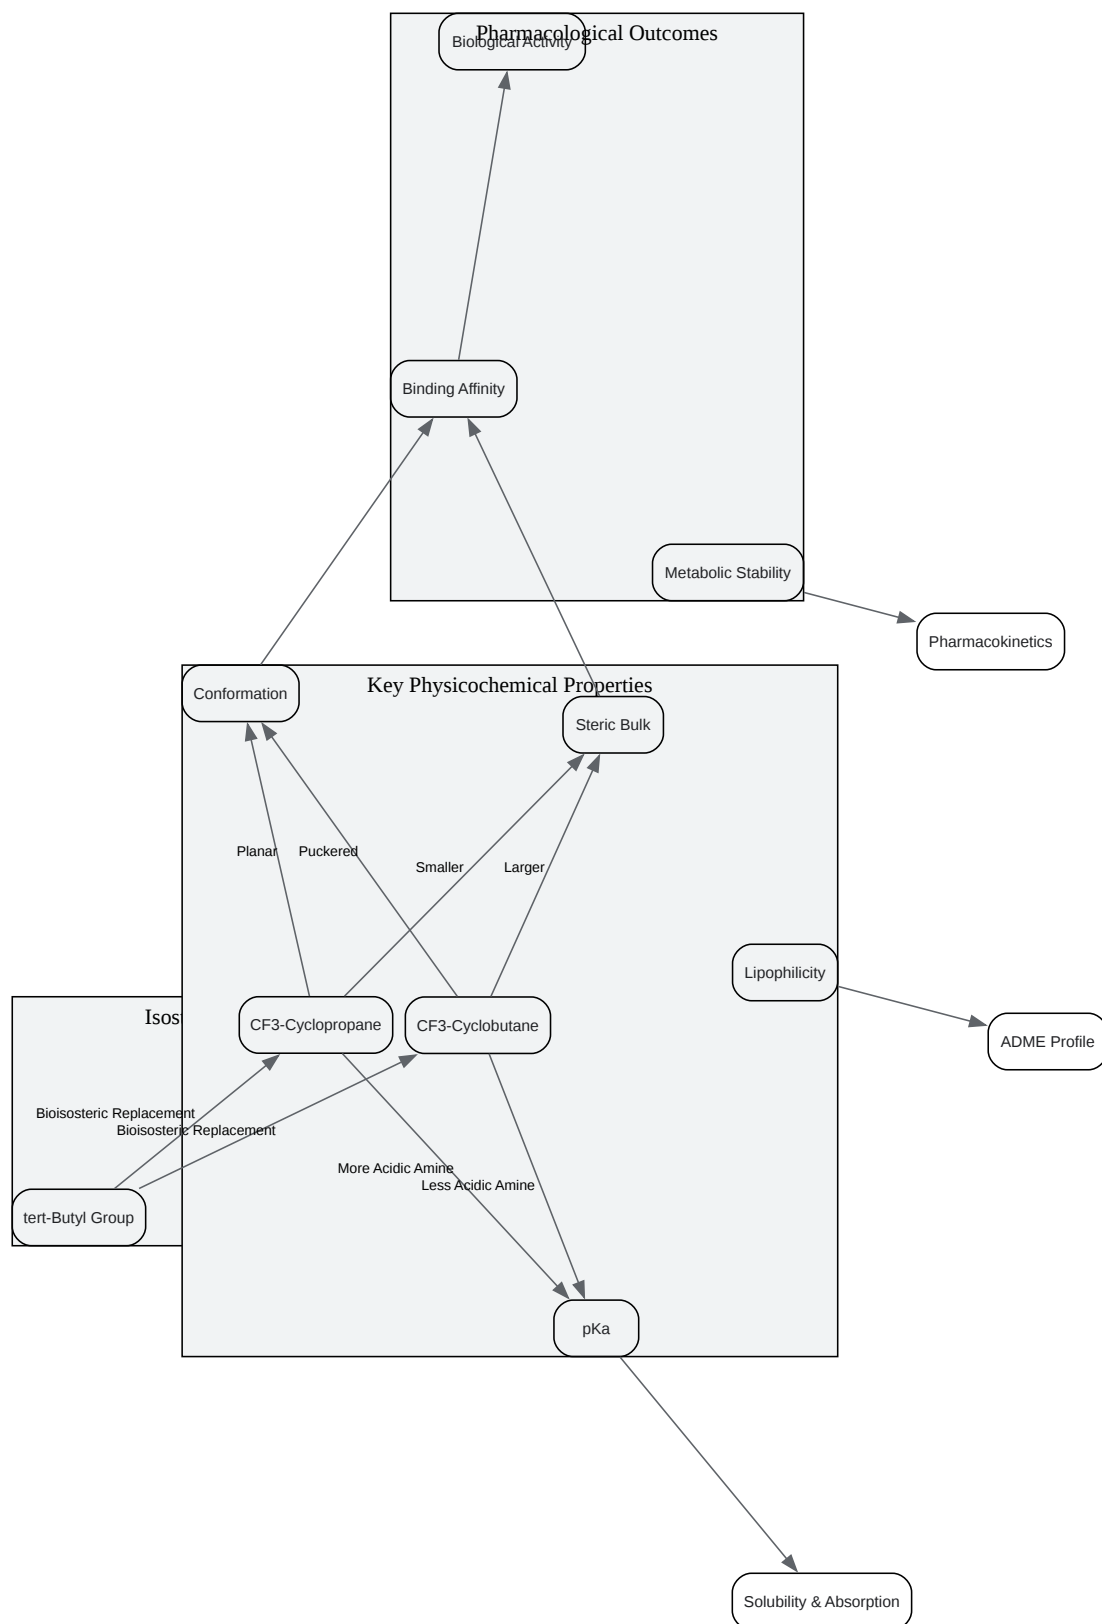 Pharmacological Outcomes
Biological Activity
Binding Affinity
Metabolic Stability
Pharmacokinetics
Key Physicochemical Properties
Conformation
Steric Bulk
Planar
Puckered
Smaller
Larger
Lipophilicity
CF3-Cyclopropane
CF3-Cyclobutane
ADME Profile
Bioisosteric Replacement
Bioisosteric Replacement
More Acidic Amine
Less Acidic Amine
tert-Butyl Group
pKa
Solubility & Absorption